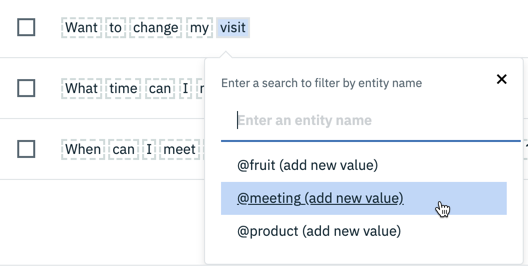 Want to change my visit
Enter a search to filter by entity name
What time can I
Enter an entity name
When can I meet
@fruit (add new value)
@meeting (add new value)
@product (add new value)